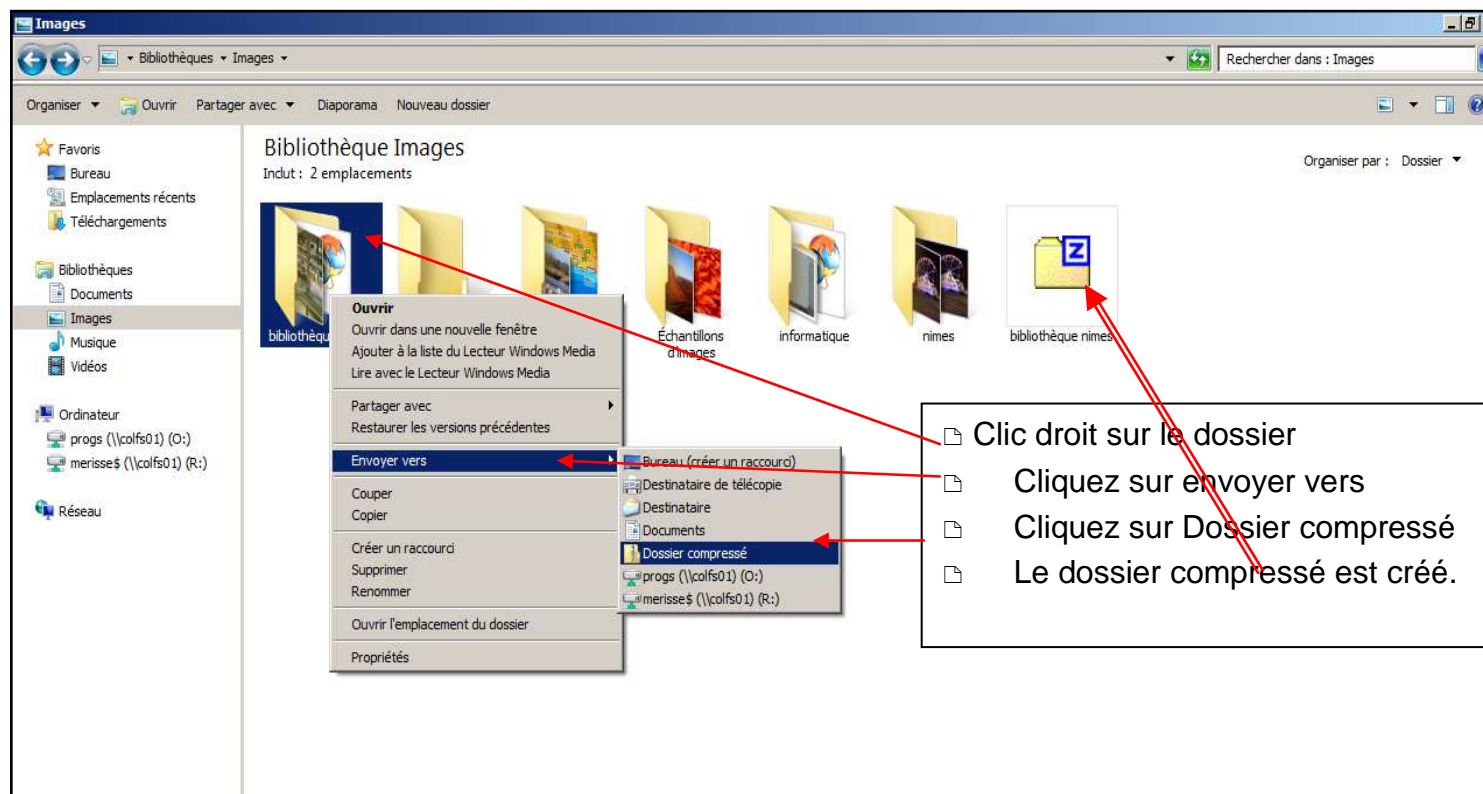 Images
Bibliothèques Images
Rechercher dans : Images
Organiser Ouvrir Partager avec Diaporama Nouveau dossier
Favoris
Bureau
Emplacements récents
Téléchargements
Bibliothèques
Documents
Images
Musique
Vidéos
Ordinateur
progs (\\colfs01) (O:)
merisse$ (\\colfs01) (R:)
Réseau
Bibliothèque Images
Inclut : 2 emplacements
Organiser par : Dossier
Échantillons
d'images
informatique
nimes
bibliothèque nimes
Ouvrir
Ouvrir dans une nouvelle fenêtre
Ajouter à la liste du Lecteur Windows Media
Lire avec le Lecteur Windows Media
Partager avec
Restaurer les versions précédentes
Envoyer vers
Couper
Copier
Créer un raccourci
Supprimer
Renommer
Ouvrir l'emplacement du dossier
Propriétés
Bureau (créer un raccourci)
Destinataire de télécopie
Destinataire
Documents
Dossier compressé
progs (\\colfs01) (O:)
merisse$ (\\colfs01) (R:)
Clic droit sur le dossier
Cliquez sur envoyer vers
Cliquez sur Dossier compressé
Le dossier compressé est créé.